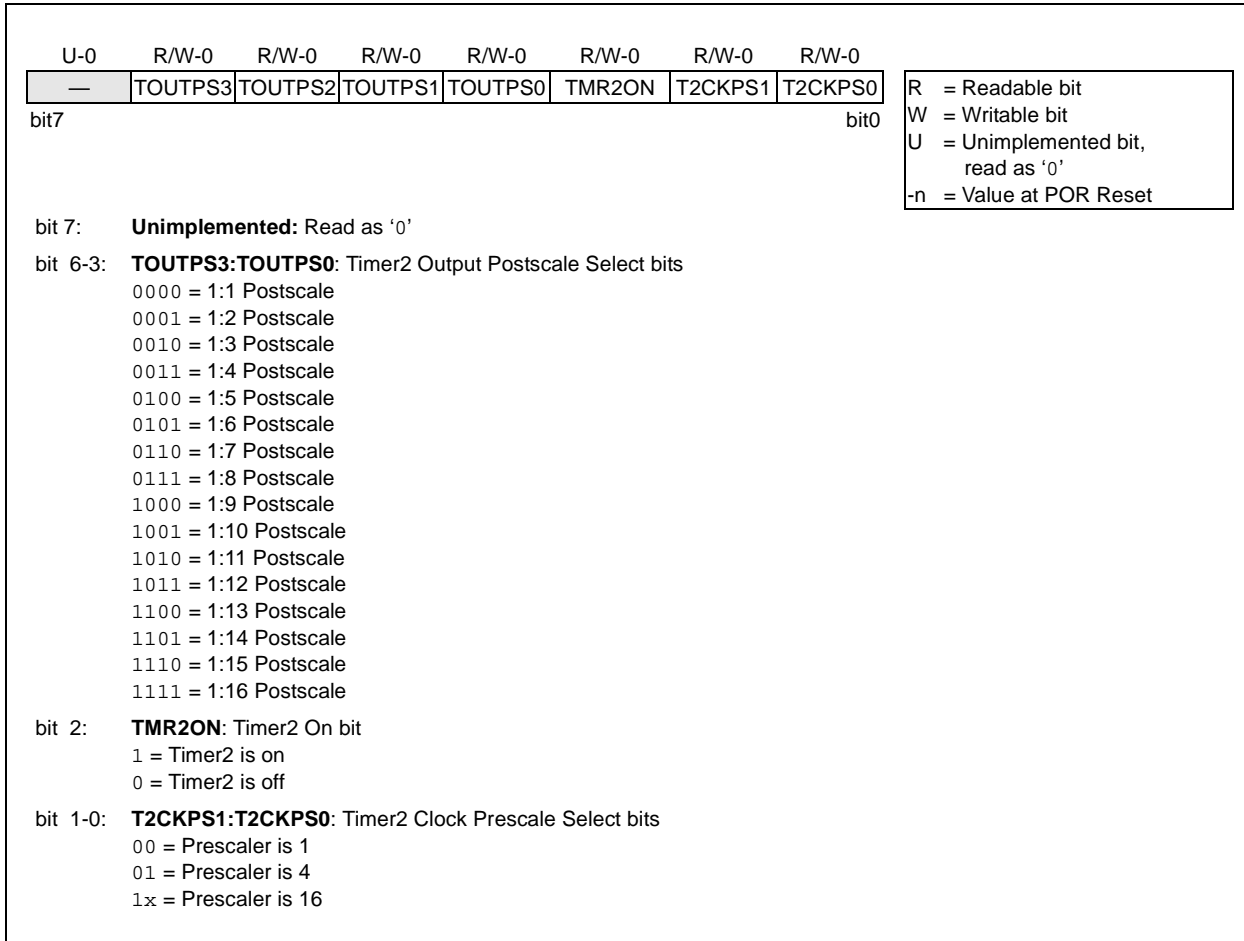 U-0 R/W-0 R/W-0 R/W-0 R/W-0 R/W-0 R/W-0 R/W-0
— TOUTPS3 TOUTPS2 TOUTPS1 TOUTPS0 TMR2ON T2CKPS1 T2CKPS0
bit7 bit0
R = Readable bit
W = Writable bit
U = Unimplemented bit,
read as ‘0’
-n = Value at POR Reset
bit 7: Unimplemented: Read as ‘0’
bit 6-3: TOUTPS3:TOUTPS0: Timer2 Output Postscale Select bits
0000 = 1:1 Postscale
0001 = 1:2 Postscale
0010 = 1:3 Postscale
0011 = 1:4 Postscale
0100 = 1:5 Postscale
0101 = 1:6 Postscale
0110 = 1:7 Postscale
0111 = 1:8 Postscale
1000 = 1:9 Postscale
1001 = 1:10 Postscale
1010 = 1:11 Postscale
1011 = 1:12 Postscale
1100 = 1:13 Postscale
1101 = 1:14 Postscale
1110 = 1:15 Postscale
1111 = 1:16 Postscale
bit 2: TMR2ON: Timer2 On bit
1 = Timer2 is on
0 = Timer2 is off
bit 1-0: T2CKPS1:T2CKPS0: Timer2 Clock Prescale Select bits
00 = Prescaler is 1
01 = Prescaler is 4
1x = Prescaler is 16